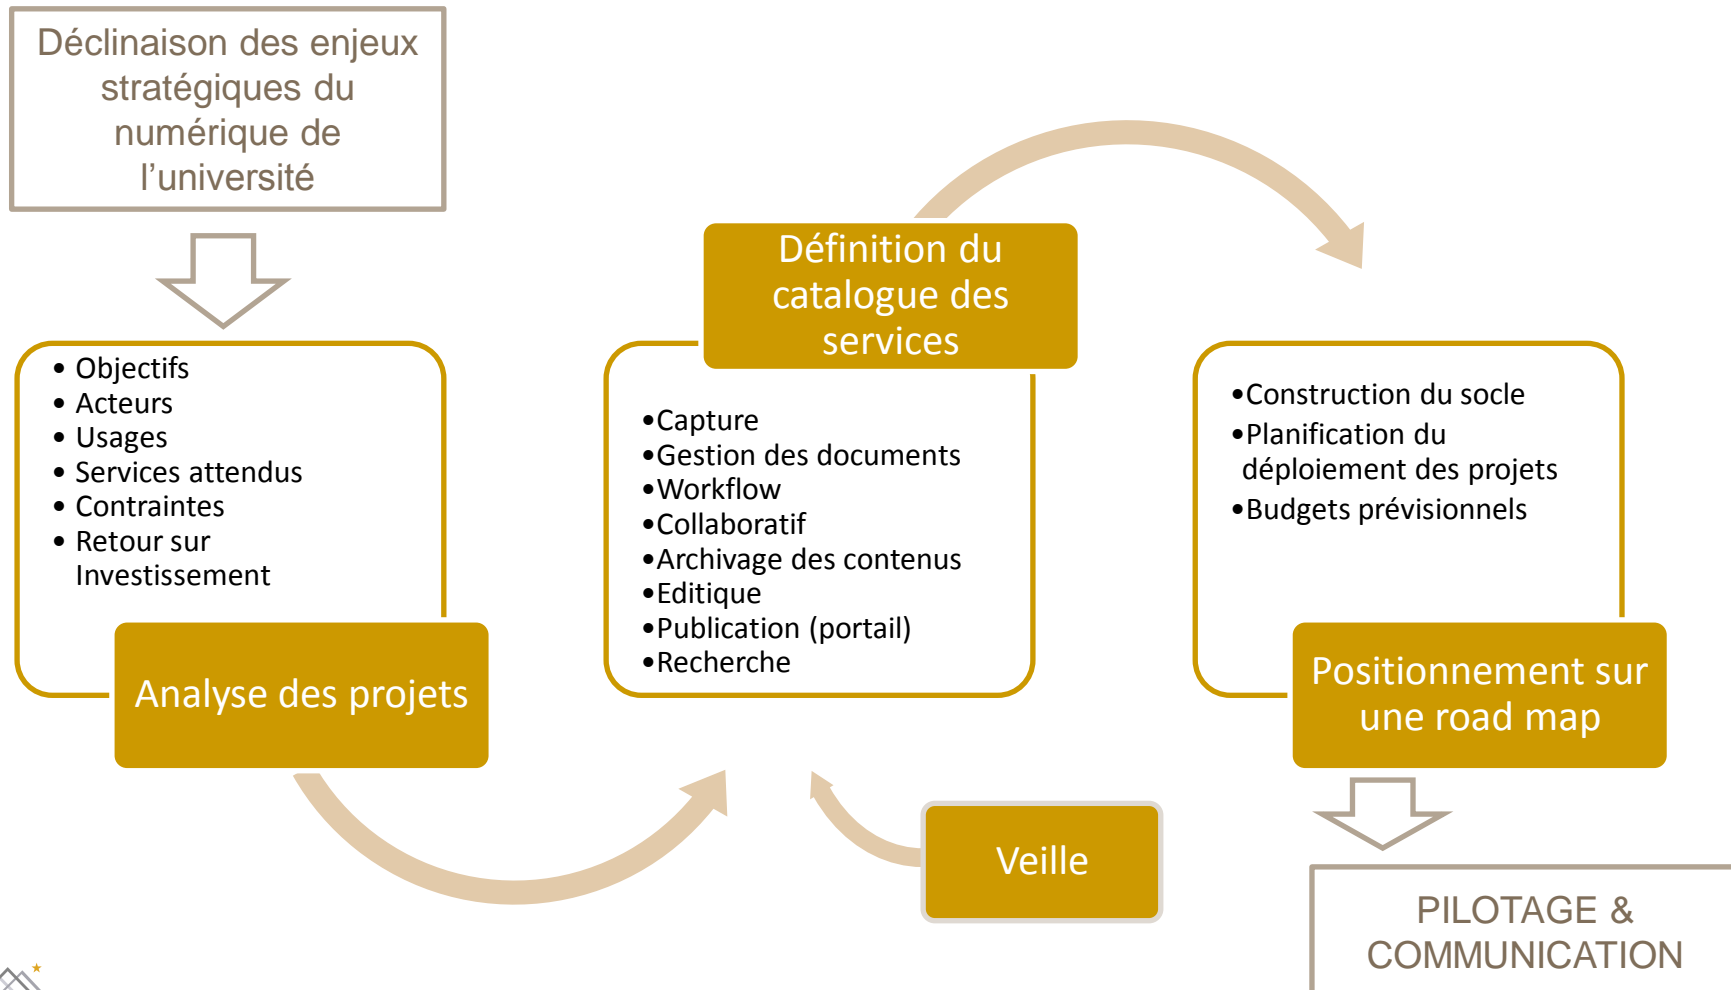 Déclinaison des enjeux
stratégiques du
numérique de
l'université
• Objectifs
• Acteurs
• Usages
• Services attendus
• Contraintes
• Retour sur
Investissement
Analyse des projets
Définition du
catalogue des
services
•Capture
•Gestion des documents
•Workflow
•Collaboratif
•Archivage des contenus
•Editique
•Publication (portail)
•Recherche
Veille
•Construction du socle
•Planification du
déploiement des projets
•Budgets prévisionnels
Positionnement sur
une road map
PILOTAGE &
COMMUNICATION